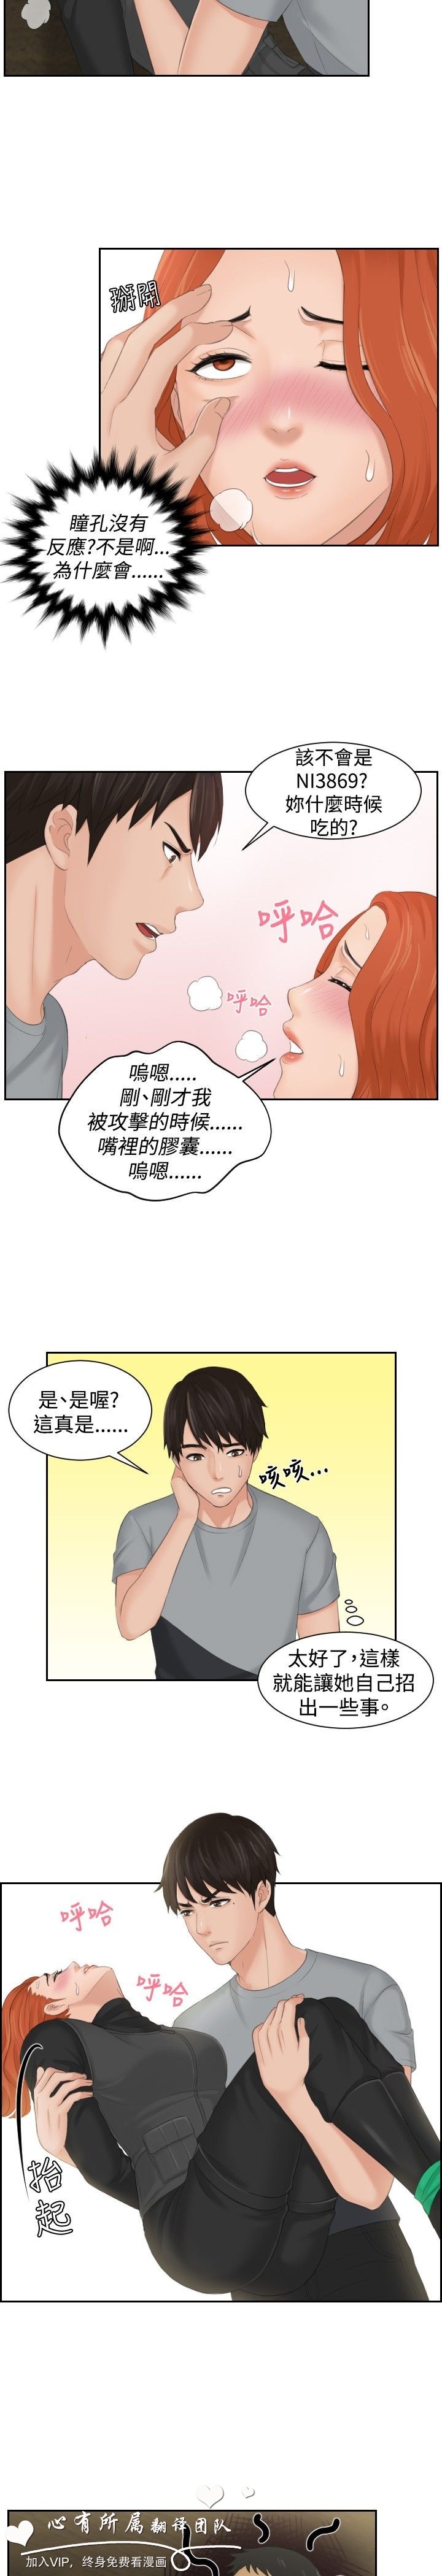 掰開
瞳孔沒有
反應?不是啊...
為什麼會......
該不會是
NI3869?
妳什麼時候
吃的?
呼哈
呼哈
嗚嗯.....
剛、剛才我
被攻擊的時候......
嘴裡的膠囊......
嗚嗯......
是、是喔?
這真是......
咳咳...
太好了,這樣
就能讓她自己招
出一些事。
呼哈
呼哈
抬起
心有所属翻译团队
加入VIP，终身免费看漫画